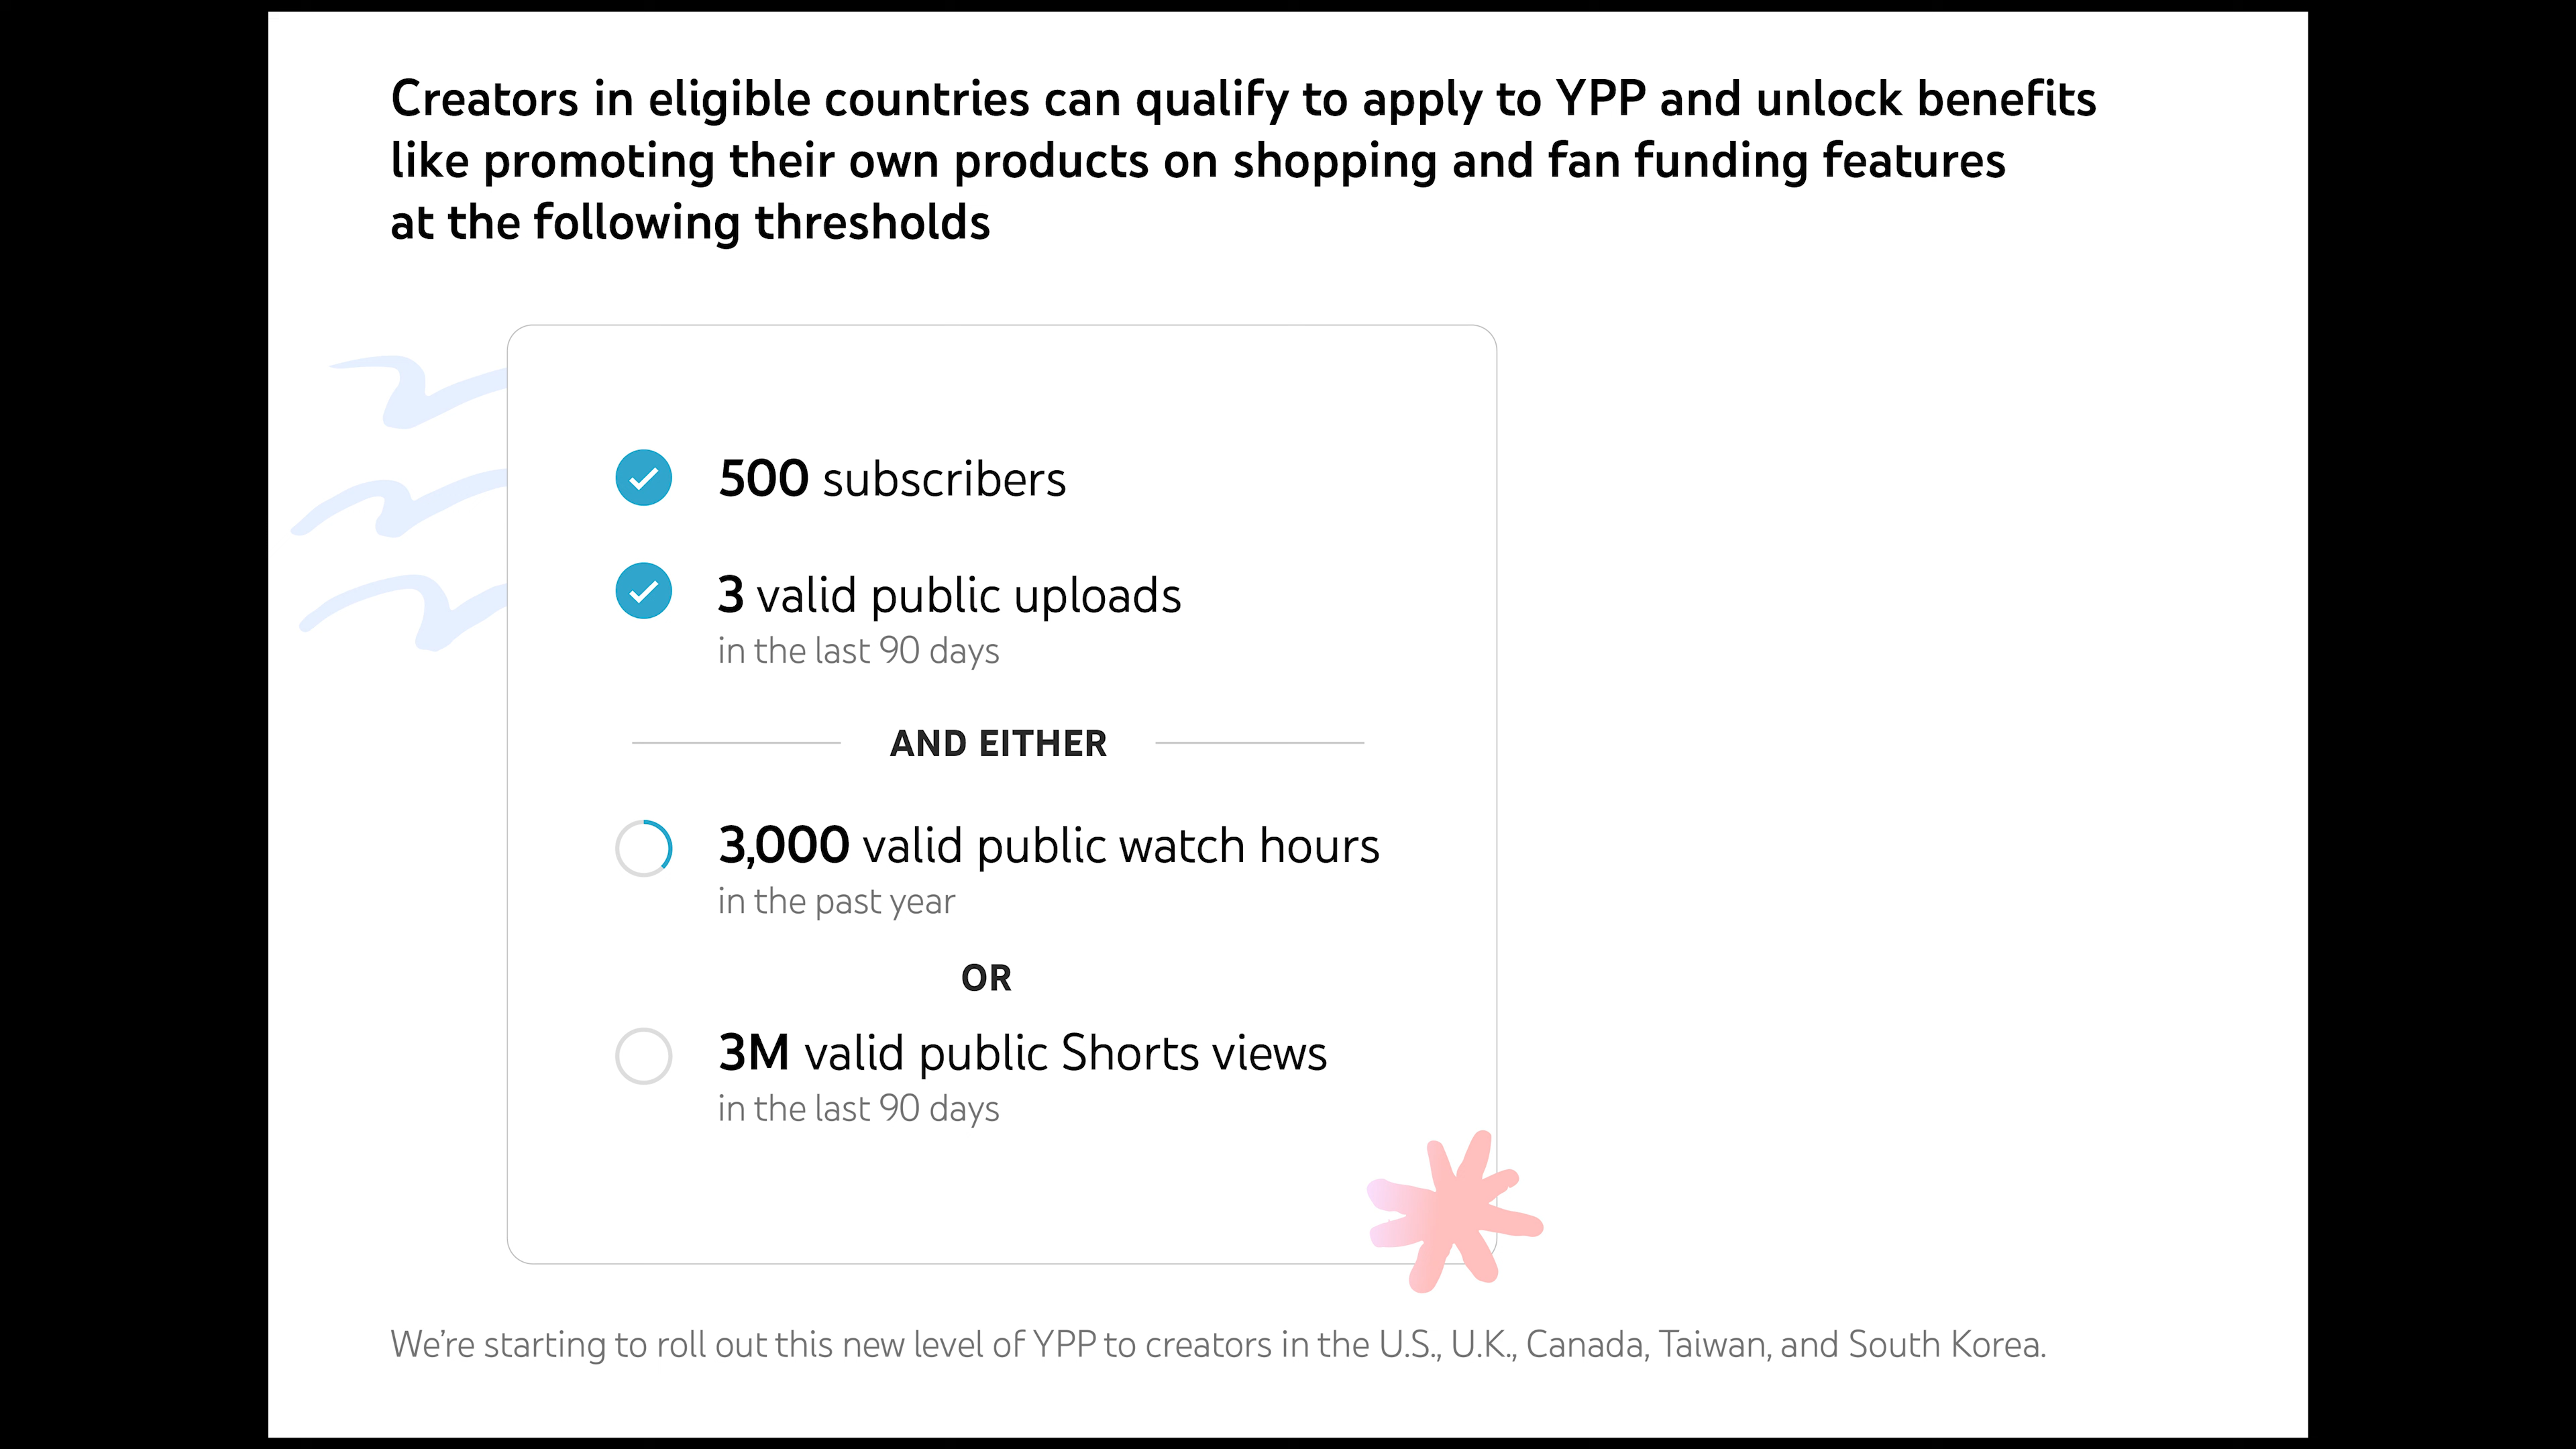 Creators in eligible countries can qualify to apply to YPP and unlock benefits
like promoting their own products on shopping and fan funding features
at the following thresholds
500 subscribers
3 valid public uploads
in the last 90 days
AND EITHER
3,000 valid public watch hours
in the past year
OR
3M valid public Shorts views
in the last 90 days
We're starting to roll out this new level of YPP to creators in the U.S., U.K., Canada, Taiwan, and South Korea.